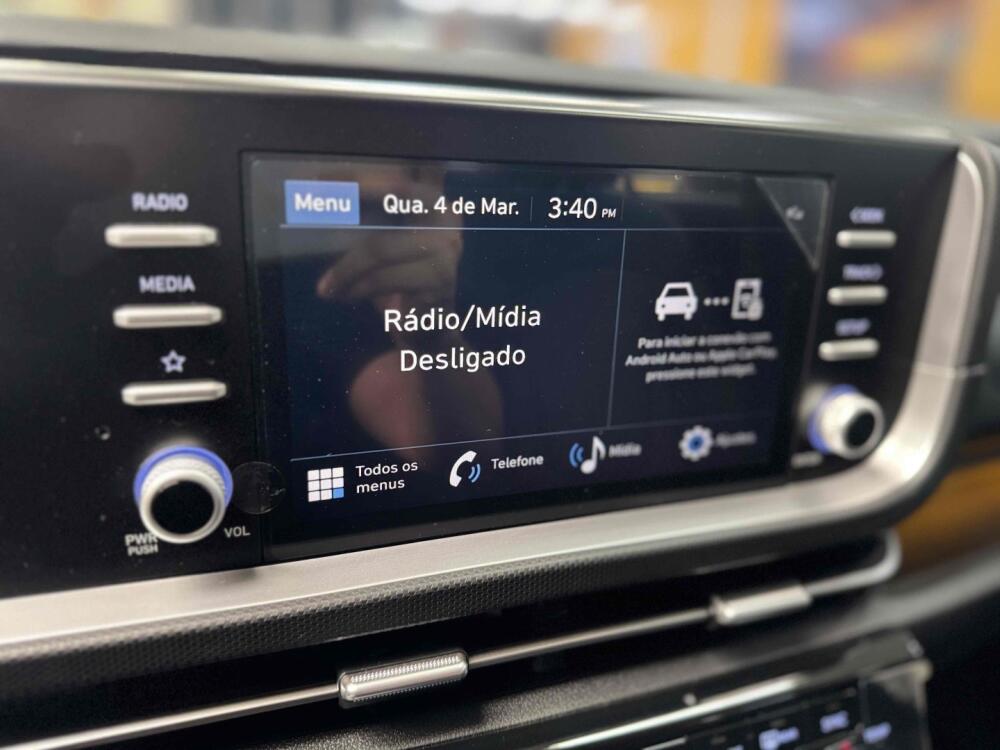 RADIO
MEDIA
PWR
PUSH
VOL
Menu
Qua. 4 de Mar.
3:40 PM
Rádio/Mídia
Desligado
Para iniciar a conexão com
Android Auto ou Apple CarPlay,
pressione este widget.
Todos os
menus
Telefone
Mídia
Ajustes